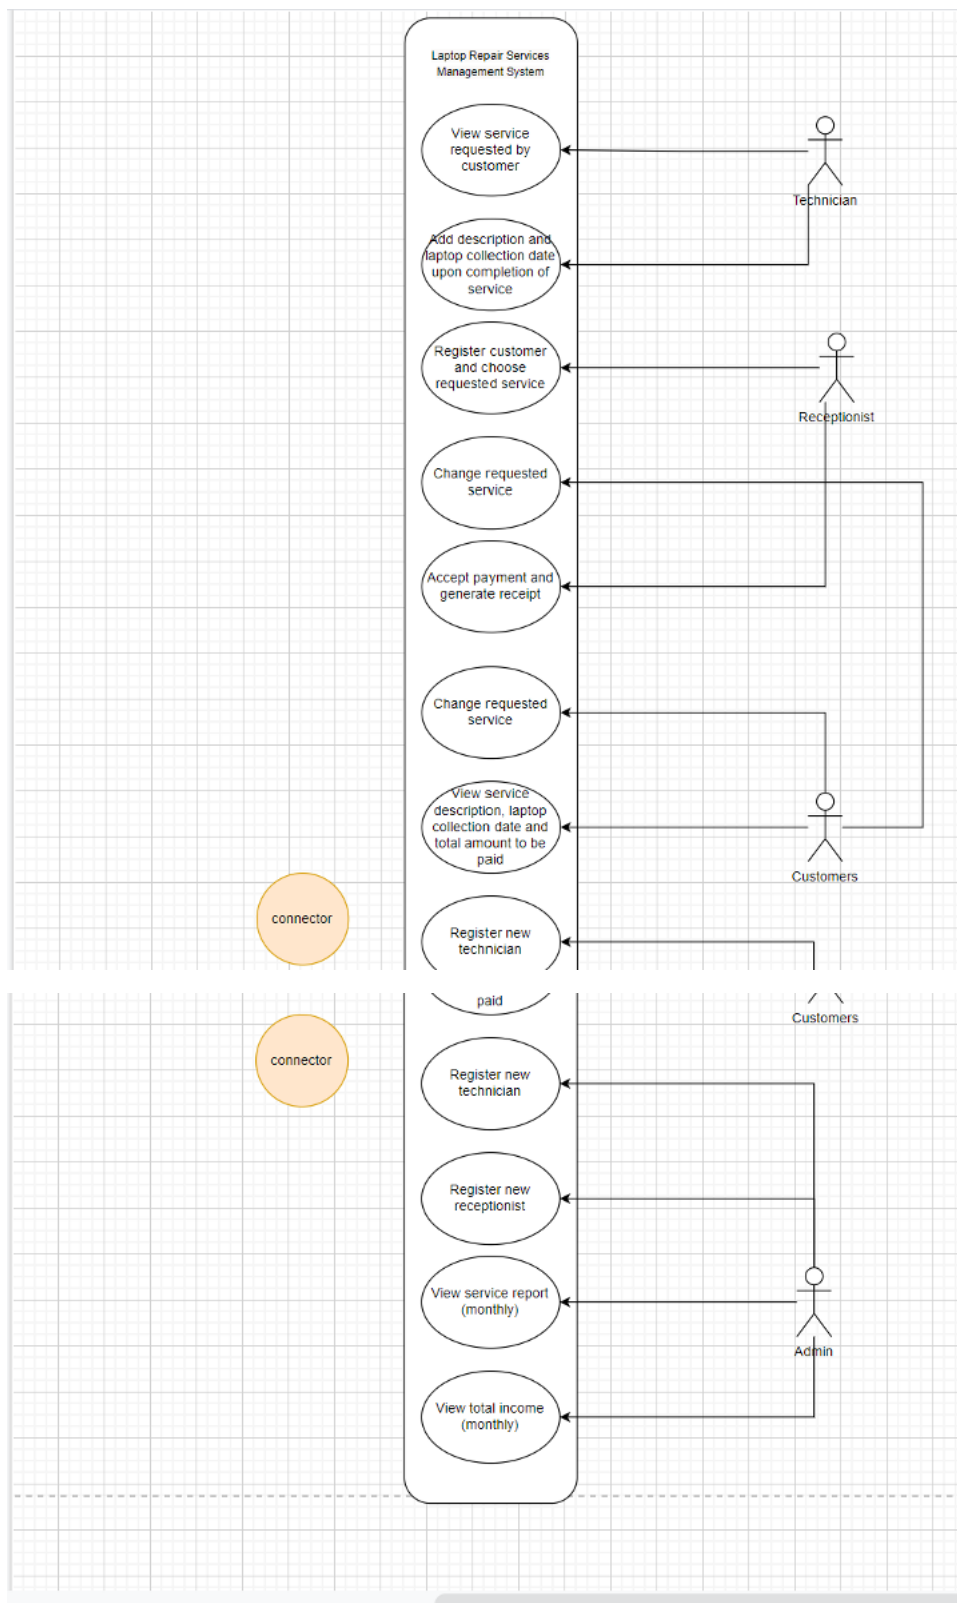 Laptop Repair Services
Management System
View service
requested by
customer
Technician
Add description and
laptop collection date
upon completion of
service
Register customer
and choose
requested service
Receptionist
Change requested
service
Accept payment and
generate receipt
Change requested
service
View service
description, laptop
collection date and
total amount to be
paid
Customers
connector
Register new
technician
paid
Customers
connector
Register new
technician
Register new
receptionist
View service report
(monthly)
Admin
View total income
(monthly)